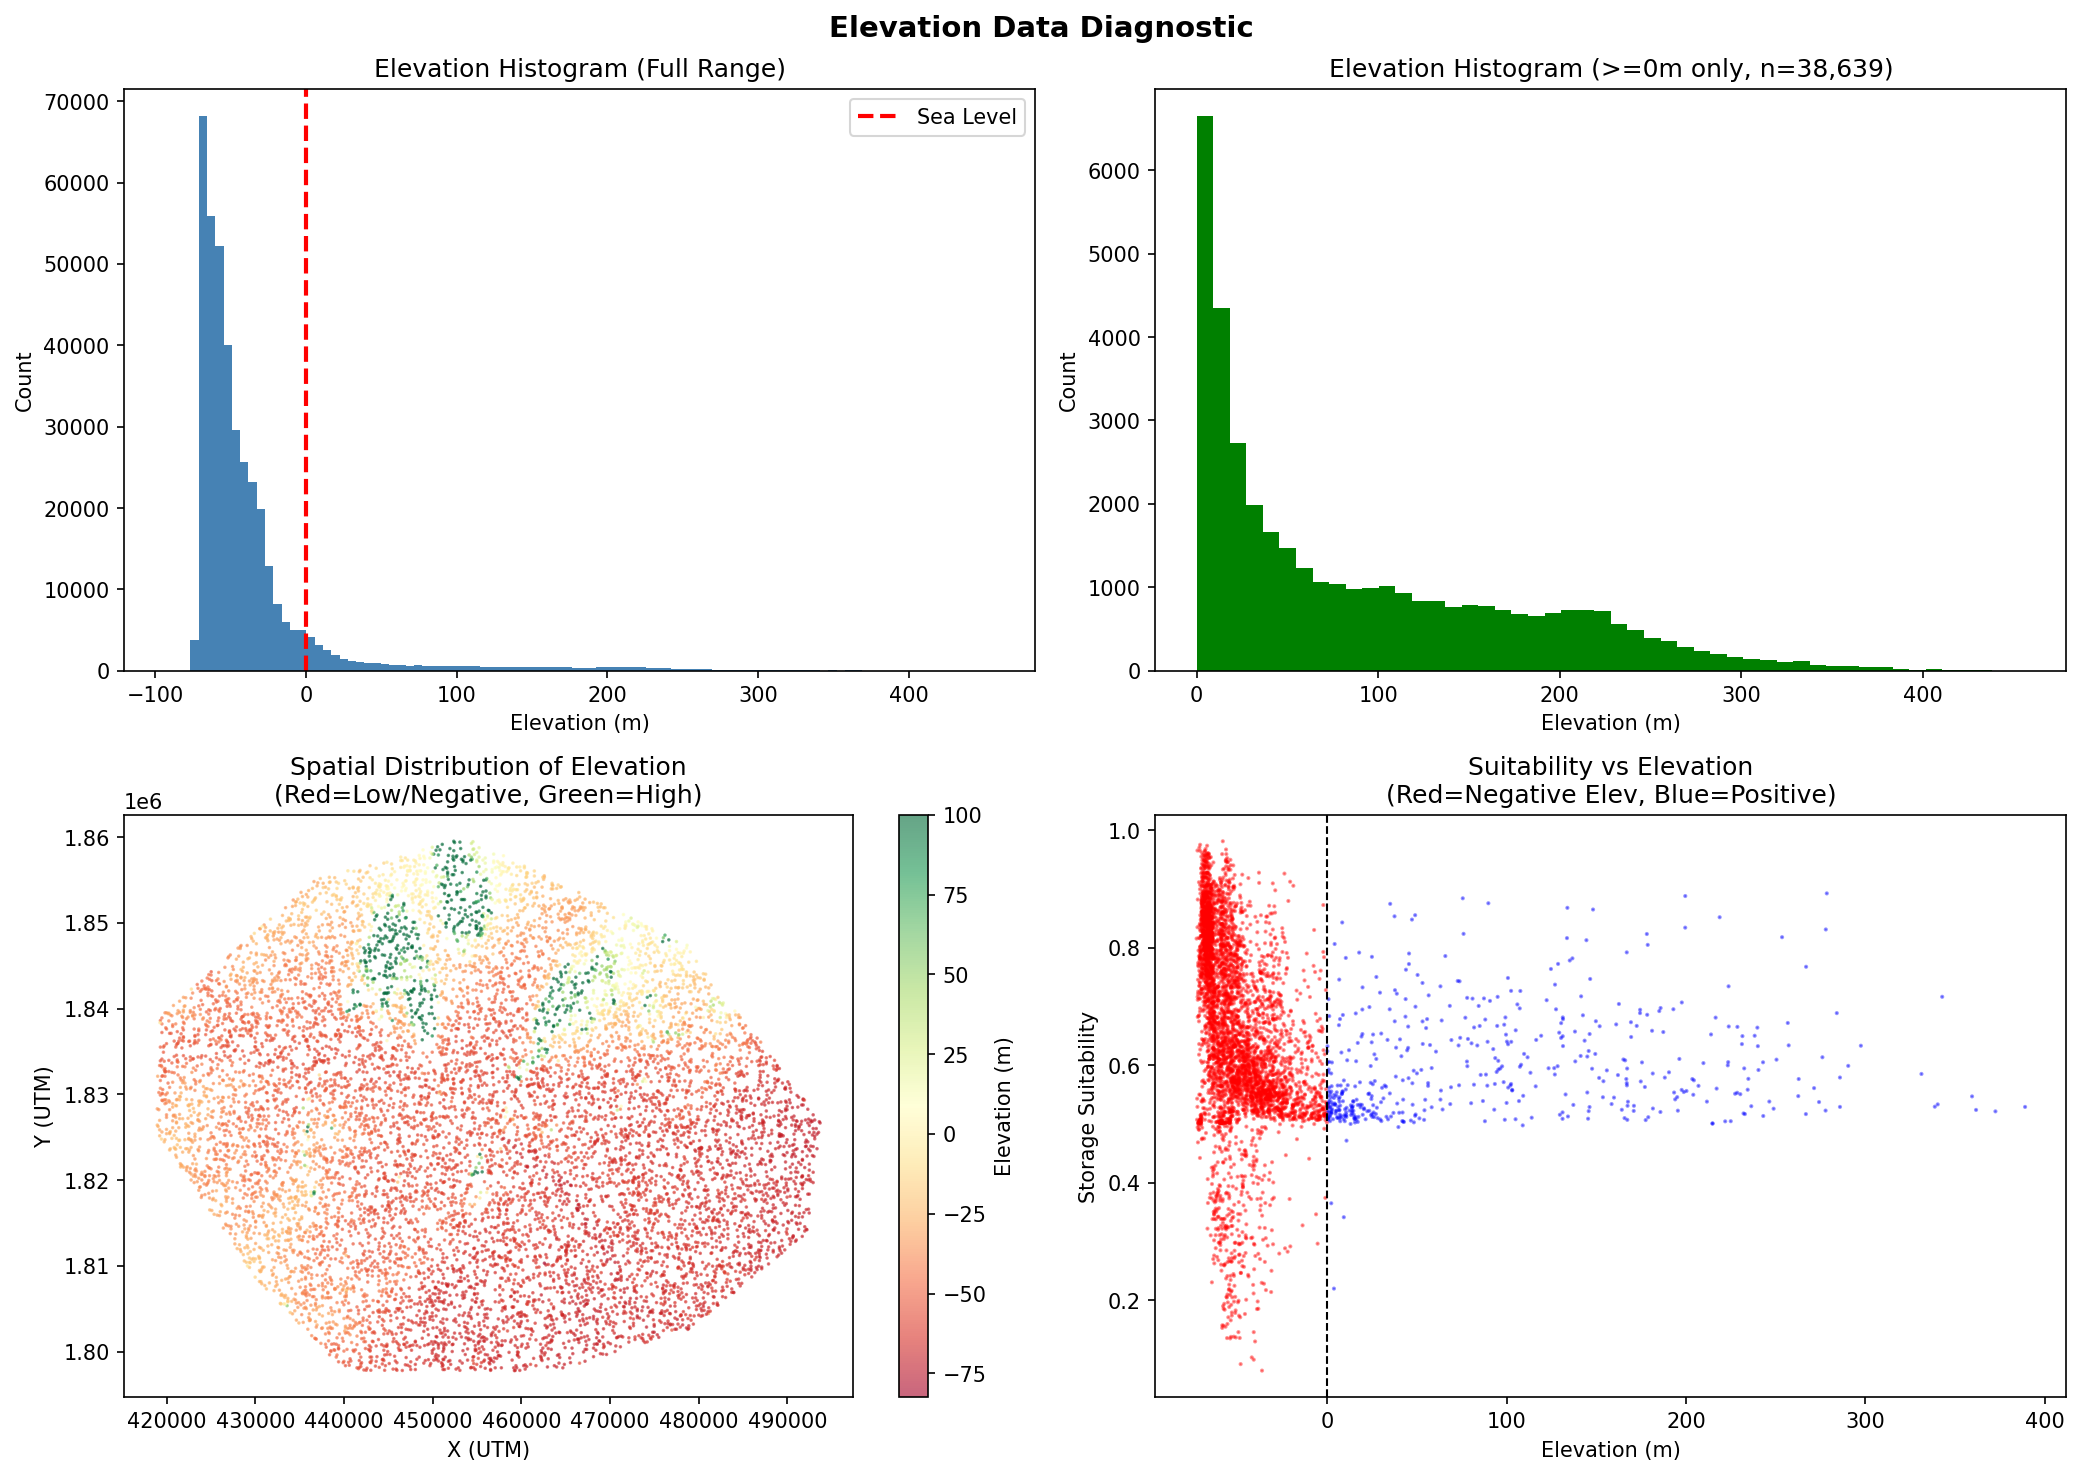 Elevation Data Diagnostic
Elevation Histogram (Full Range)
70000
60000
50000
40000
30000
20000
10000
0
Count
Sea Level
−100 0 100 200 300 400
Elevation (m)
Elevation Histogram (>=0m only, n=38,639)
6000
5000
4000
3000
2000
1000
0
Count
0 100 200 300 400
Elevation (m)
Spatial Distribution of Elevation
(Red=Low/Negative, Green=High)
1e6
1.86
1.85
1.84
1.83
1.82
1.81
1.80
Y (UTM)
420000 430000 440000 450000 460000 470000 480000 490000
X (UTM)
100
75
50
25
0
−25
−50
−75
Elevation (m)
Suitability vs Elevation
(Red=Negative Elev, Blue=Positive)
1.0
0.8
0.6
0.4
0.2
Storage Suitability
0 100 200 300 400
Elevation (m)